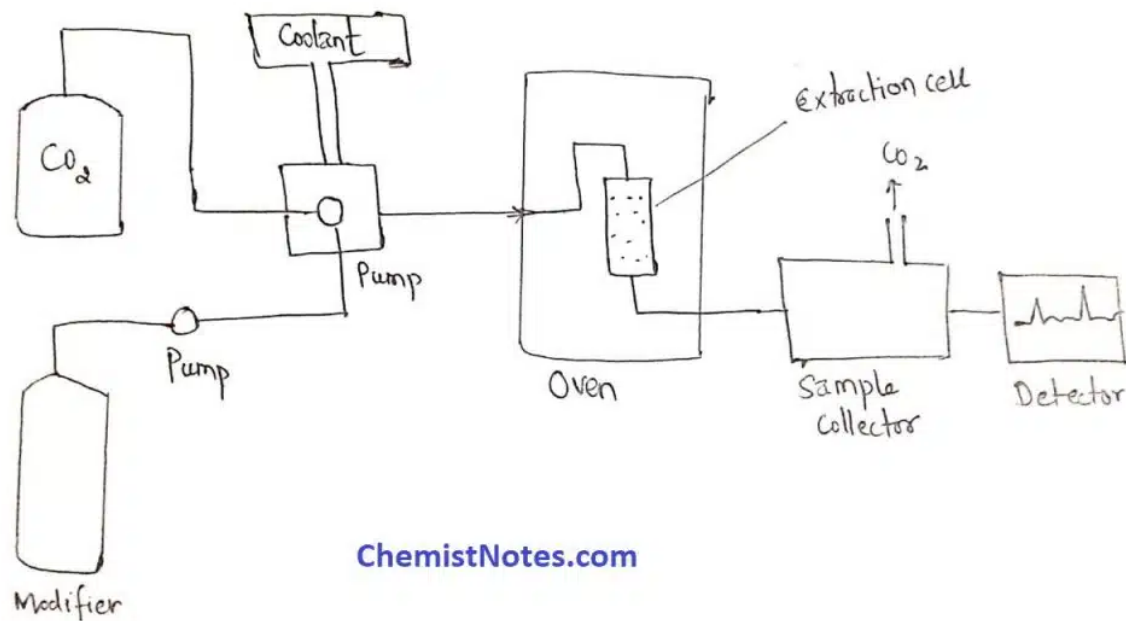 Coolant
CO2
Extraction cell
CO2
Pump
Pump
Oven
Sample
Collector
Detector
Modifier
ChemistNotes.com